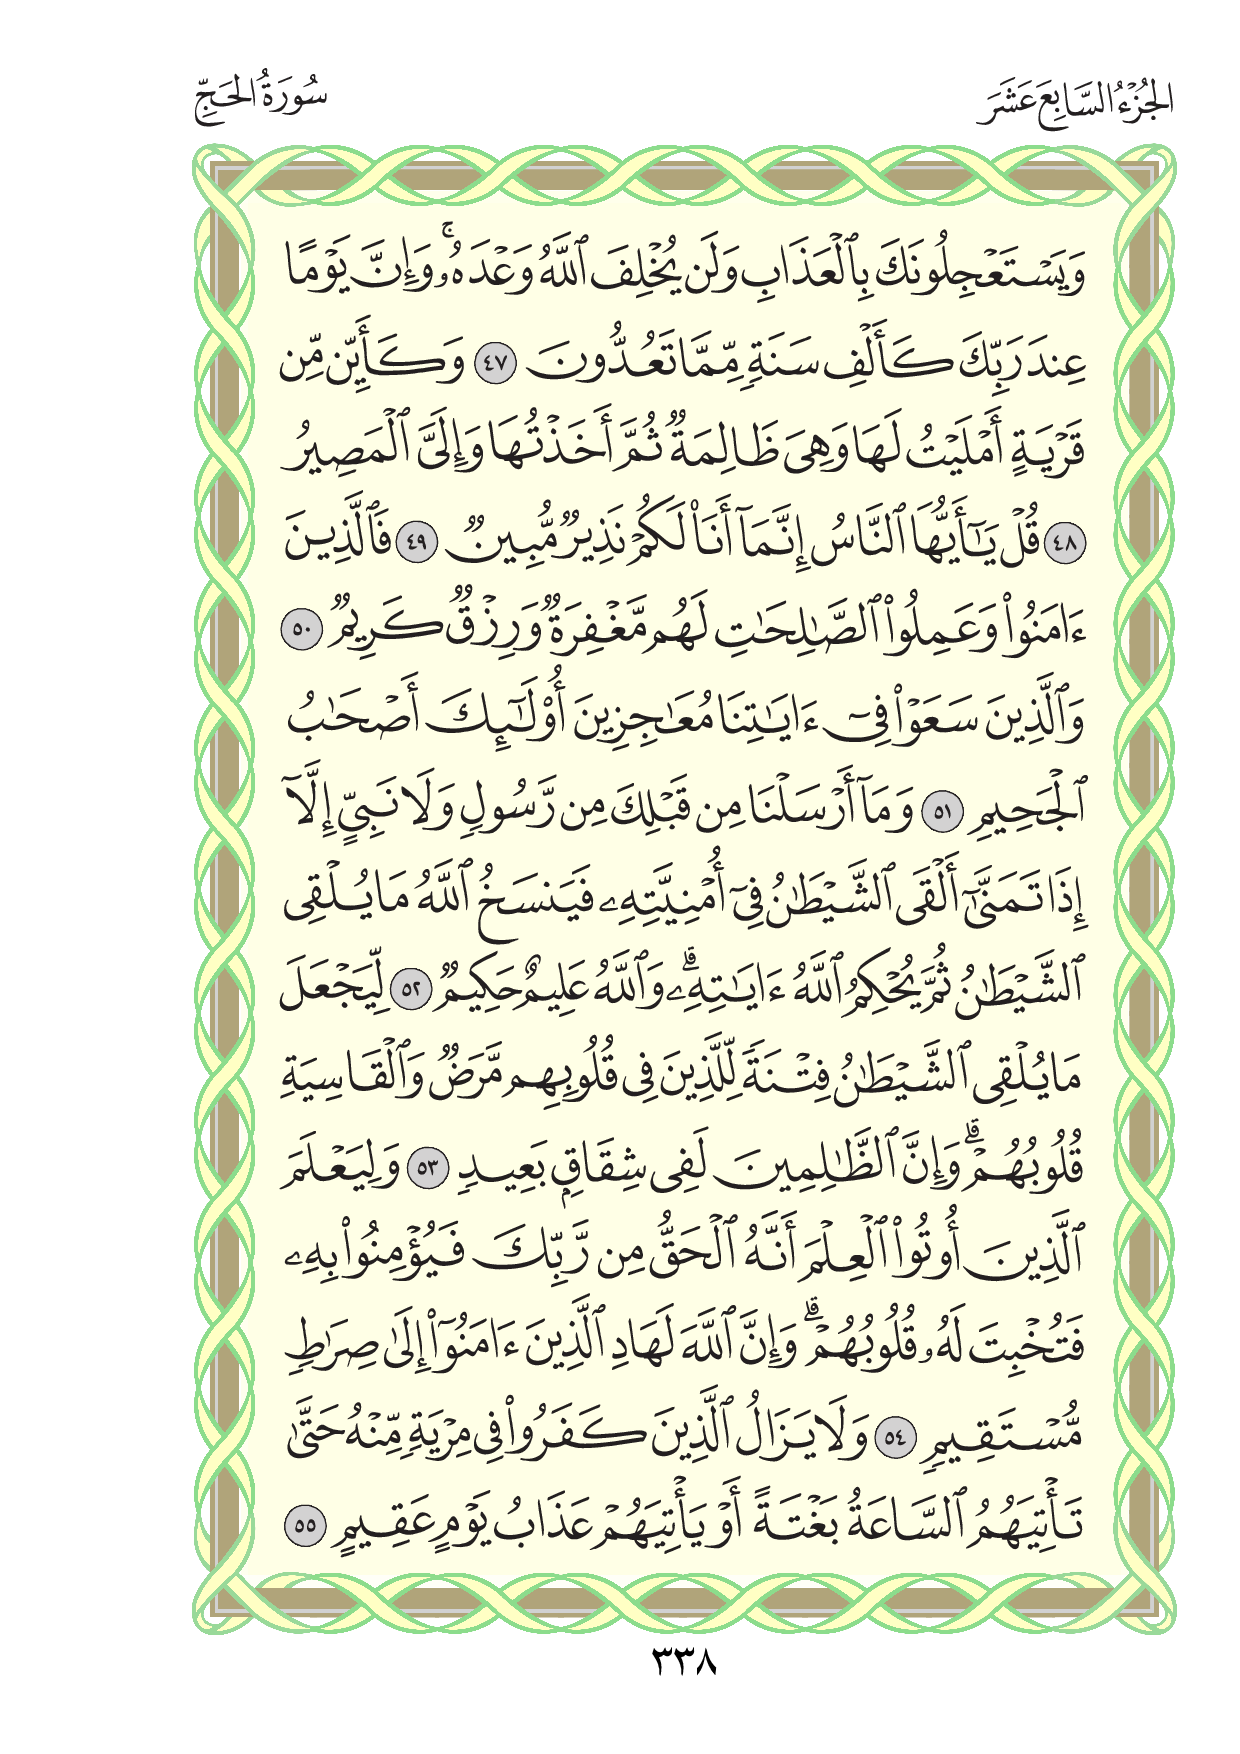 الجُزْءُ السَّابِعَ عَشَرَ
سُورَةُ الحَجِّ
وَيَسْتَعْجِلُونَكَ بِٱلْعَذَابِ وَلَن يُخْلِفَ ٱللَّهُ وَعْدَهُۥۚ وَإِنَّ يَوْمًا
عِندَ رَبِّكَ كَأَلْفِ سَنَةٍ مِّمَّا تَعُدُّونَ ٤٧ وَكَأَيِّن مِّن
قَرْيَةٍ أَمْلَيْتُ لَهَا وَهِىَ ظَالِمَةٌ ثُمَّ أَخَذْتُهَا وَإِلَىَّ ٱلْمَصِيرُ
٤٨ قُلْ يَـٰٓأَيُّهَا ٱلنَّاسُ إِنَّمَآ أَنَا۠ لَكُمْ نَذِيرٌ مُّبِينٌ ٤٩ فَٱلَّذِينَ
ءَامَنُوا۟ وَعَمِلُوا۟ ٱلصَّـٰلِحَـٰتِ لَهُم مَّغْفِرَةٌ وَرِزْقٌ كَرِيمٌ ٥٠
وَٱلَّذِينَ سَعَوْا۟ فِىٓ ءَايَـٰتِنَا مُعَـٰجِزِينَ أُو۟لَـٰٓئِكَ أَصْحَـٰبُ
ٱلْجَحِيمِ ٥١ وَمَآ أَرْسَلْنَا مِن قَبْلِكَ مِن رَّسُولٍ وَلَا نَبِىٍّ إِلَّآ
إِذَا تَمَنَّىٰٓ أَلْقَى ٱلشَّيْطَـٰنُ فِىٓ أُمْنِيَّتِهِۦ فَيَنسَخُ ٱللَّهُ مَا يُلْقِى
ٱلشَّيْطَـٰنُ ثُمَّ يُحْكِمُ ٱللَّهُ ءَايَـٰتِهِۦۗ وَٱللَّهُ عَلِيمٌ حَكِيمٌ ٥٢ لِّيَجْعَلَ
مَا يُلْقِى ٱلشَّيْطَـٰنُ فِتْنَةً لِّلَّذِينَ فِى قُلُوبِهِم مَّرَضٌ وَٱلْقَاسِيَةِ
قُلُوبُهُمْۗ وَإِنَّ ٱلظَّـٰلِمِينَ لَفِى شِقَاقٍۭ بَعِيدٍ ٥٣ وَلِيَعْلَمَ
ٱلَّذِينَ أُوتُوا۟ ٱلْعِلْمَ أَنَّهُ ٱلْحَقُّ مِن رَّبِّكَ فَيُؤْمِنُوا۟ بِهِۦ
فَتُخْبِتَ لَهُۥ قُلُوبُهُمْۗ وَإِنَّ ٱللَّهَ لَهَادِ ٱلَّذِينَ ءَامَنُوٓا۟ إِلَىٰ صِرَٰطٍ
مُّسْتَقِيمٍ ٥٤ وَلَا يَزَالُ ٱلَّذِينَ كَفَرُوا۟ فِى مِرْيَةٍ مِّنْهُ حَتَّىٰ
تَأْتِيَهُمُ ٱلسَّاعَةُ بَغْتَةً أَوْ يَأْتِيَهُمْ عَذَابُ يَوْمٍ عَقِيمٍ ٥٥
٣٣٨